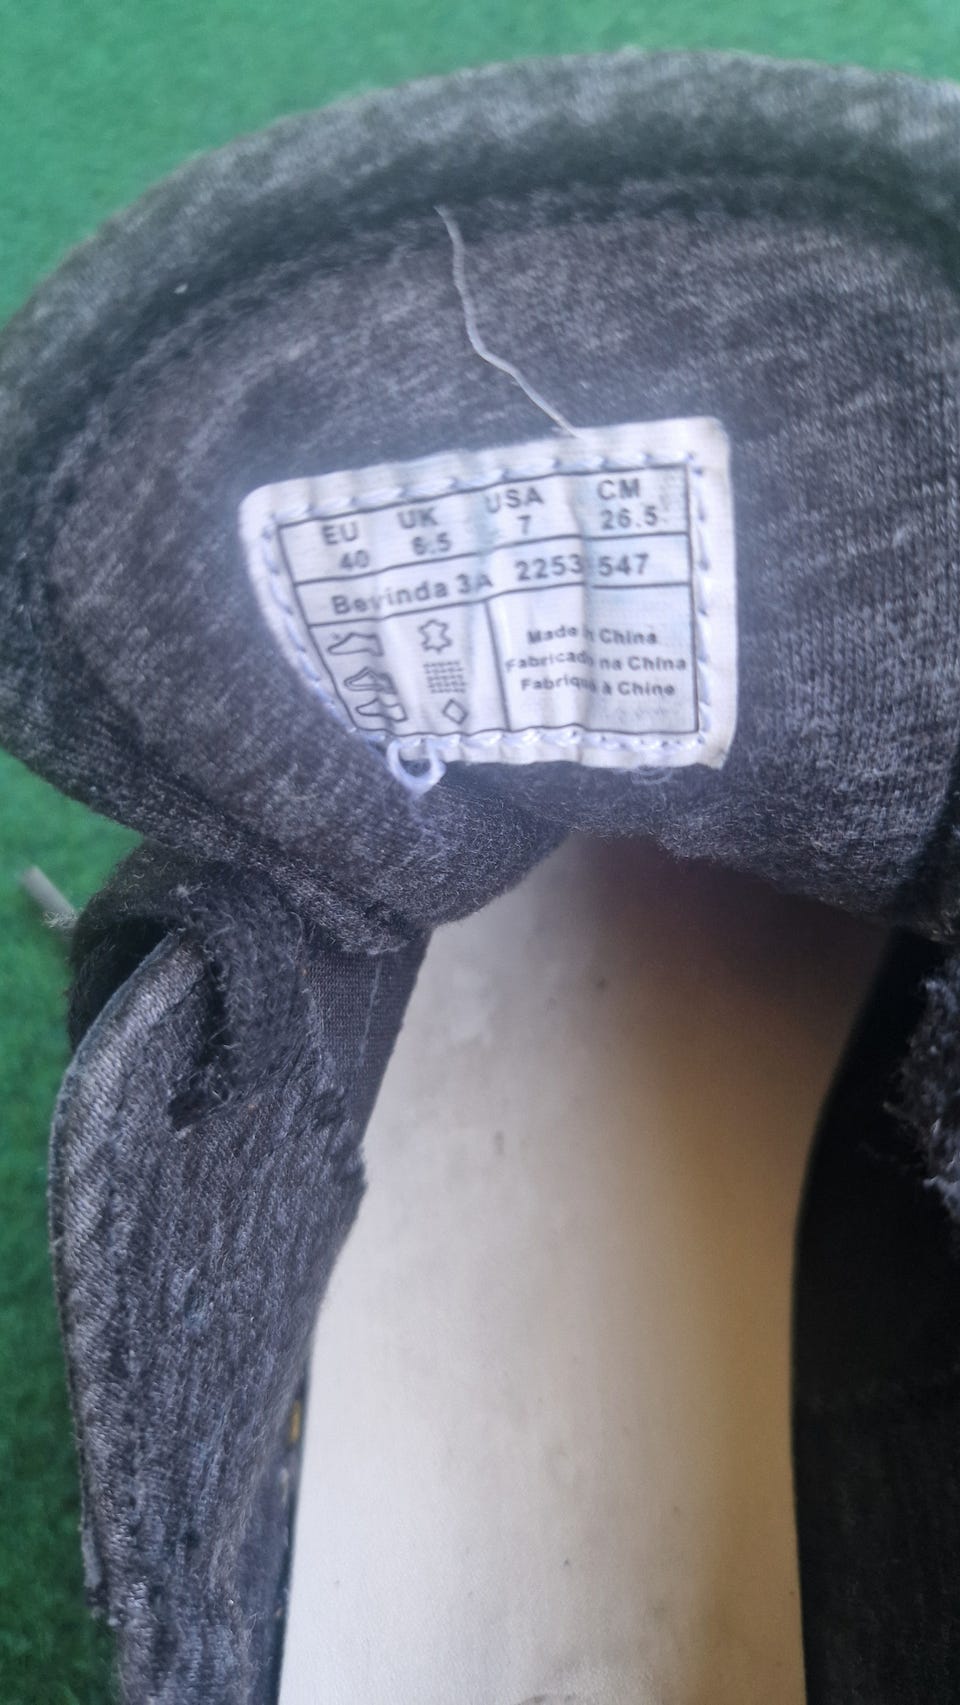 EU UK USA CM
40 6.5 7 26.5
3A 2253 547
Made in China
Fabricado na China
Fabriqué à Chine